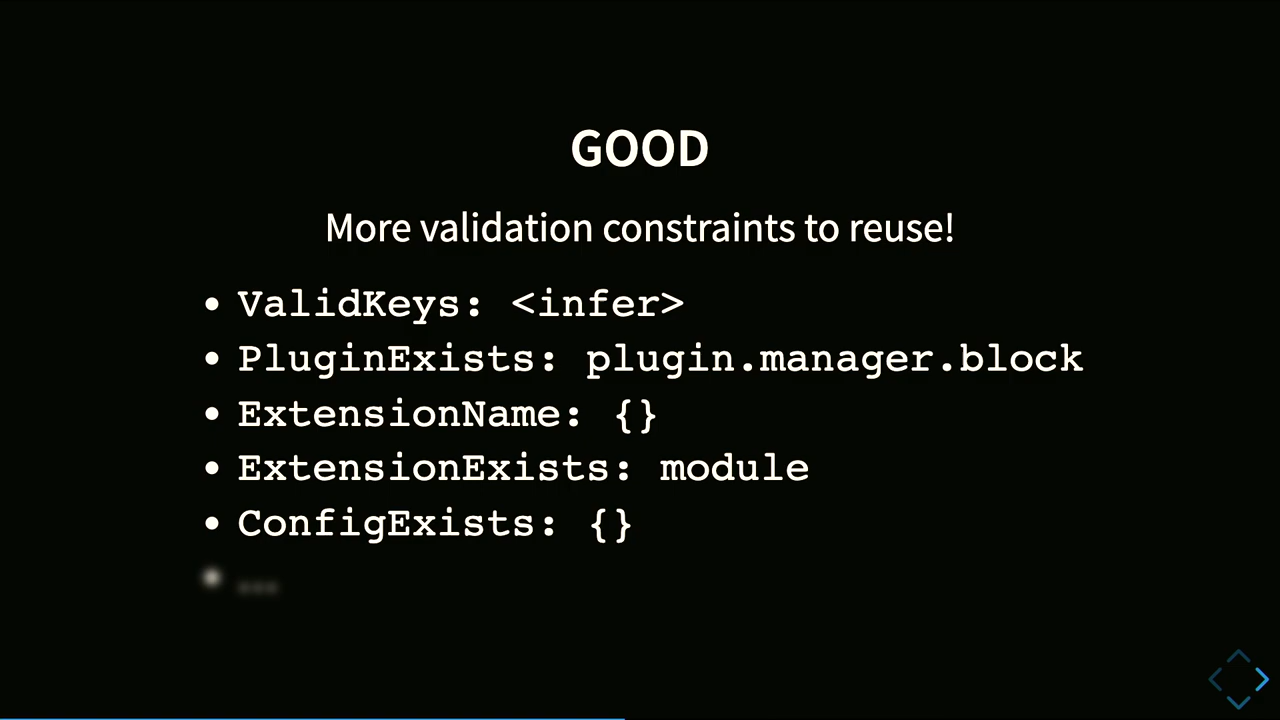 GOOD
More validation constraints to reuse!
• ValidKeys: <infer>
• PluginExists: plugin.manager.block
• ExtensionName: {}
• ExtensionExists: module
• ConfigExists: {}
• ...